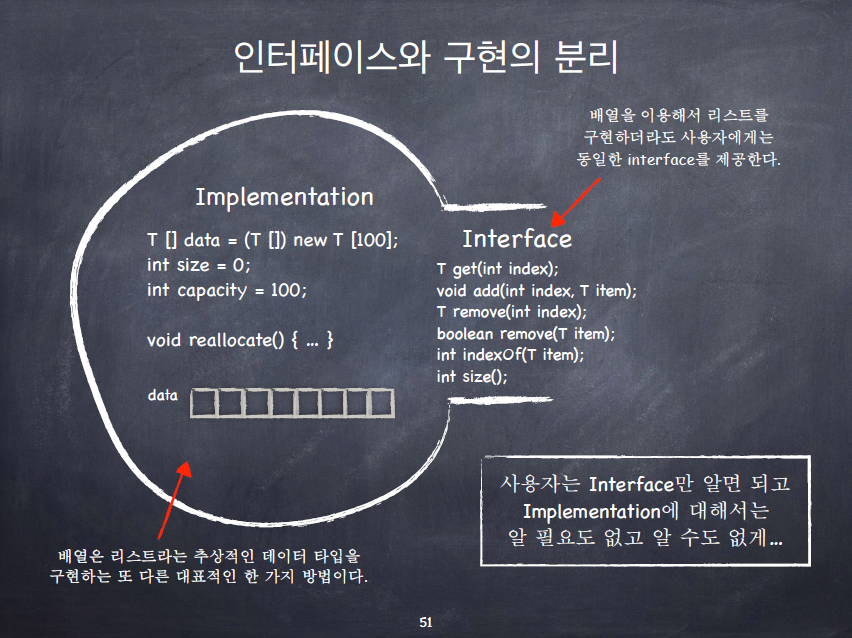 인터페이스와 구현의 분리
배열을 이용해서 리스트를
구현하더라도 사용자에게는
동일한 interface를 제공한다.
Implementation
T [] data = (T []) new T [100];
int size = 0;
int capacity = 100;
void reallocate() { ... }
data
Interface
T get(int index);
void add(int index, T item);
T remove(int index);
boolean remove(T item);
int indexOf(T item);
int size();
사용자는 Interface만 알면 되고
Implementation에 대해서는
알 필요도 없고 알 수도 없게...
배열은 리스트라는 추상적인 데이터 타입을
구현하는 또 다른 대표적인 한 가지 방법이다.
51